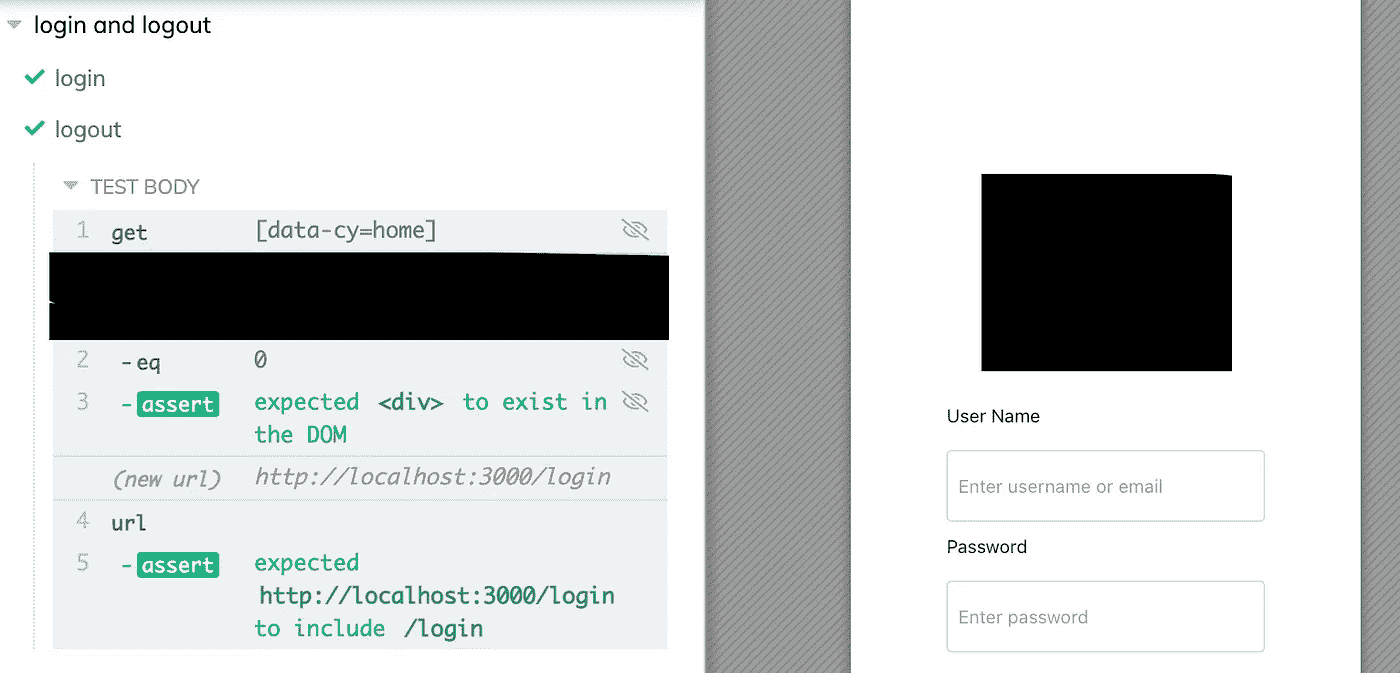 login and logout
login
logout
TEST BODY
1 get [data-cy=home]
2 -eq 0
3 -assert expected <div> to exist in
the DOM
(new url) http://localhost:3000/login
4 url
5 -assert expected
http://localhost:3000/login
to include /login
User Name
Enter username or email
Password
Enter password